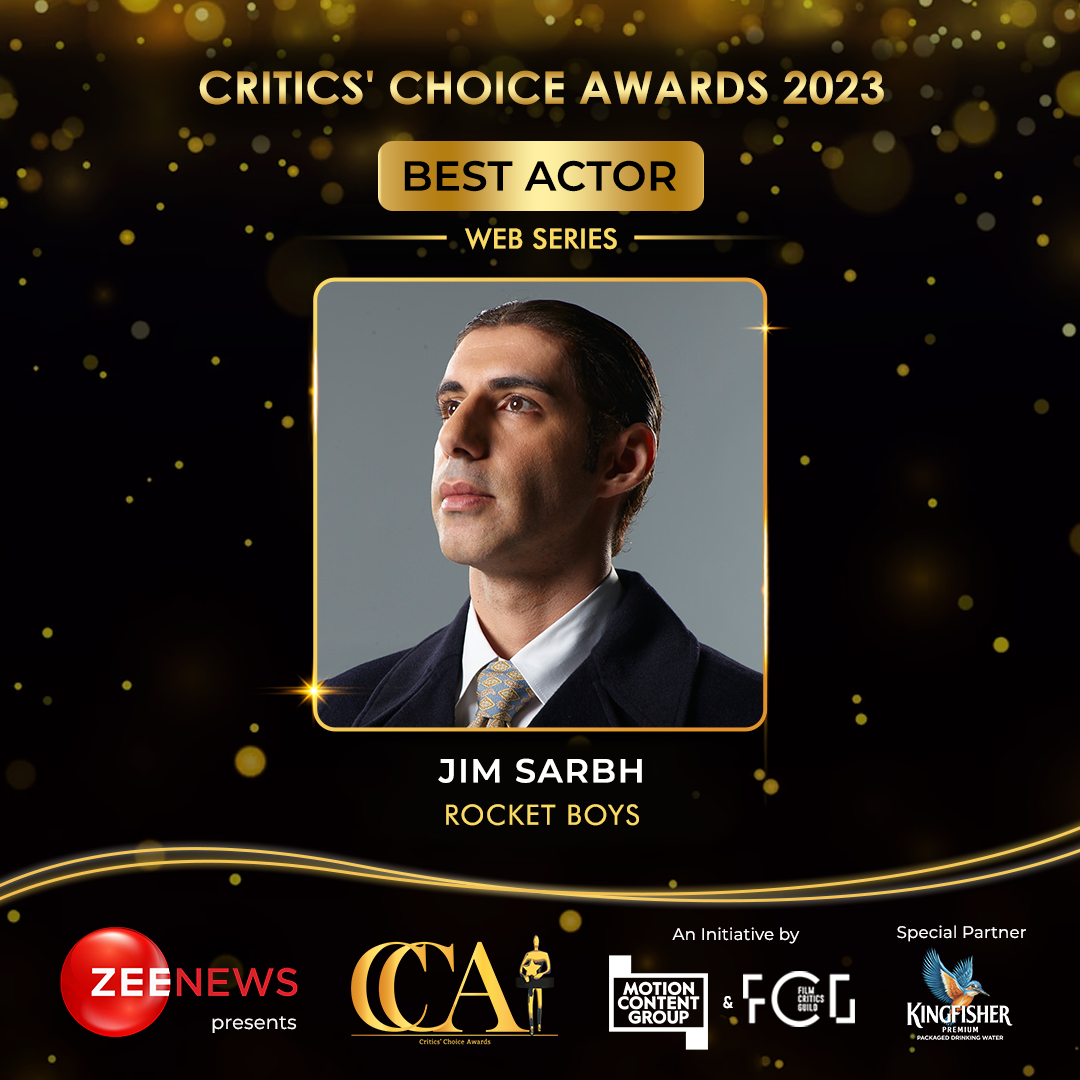 CRITICS' CHOICE AWARDS 2023
BEST ACTOR
WEB SERIES
JIM SARBH
ROCKET BOYS
ZEENEWS
presents
CCA
Critics' Choice Awards
An Initiative by
MOTION
CONTENT
GROUP
&
FCG
FILM
CRITICS
GUILD
Special Partner
KINGFISHER
PREMIUM
PACKAGED DRINKING WATER